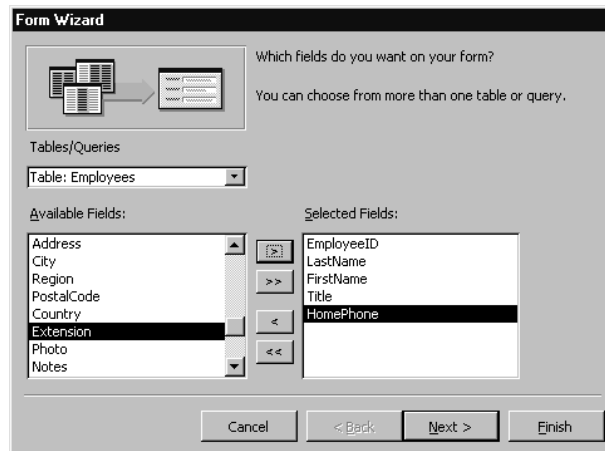 Form Wizard
Which fields do you want on your form?
You can choose from more than one table or query.
Tables/Queries
Table: Employees
Available Fields:
Selected Fields:
Address
City
Region
PostalCode
Country
Extension
Photo
Notes
>
>>
<
<<
EmployeeID
LastName
FirstName
Title
HomePhone
Cancel
< Back
Next >
Finish